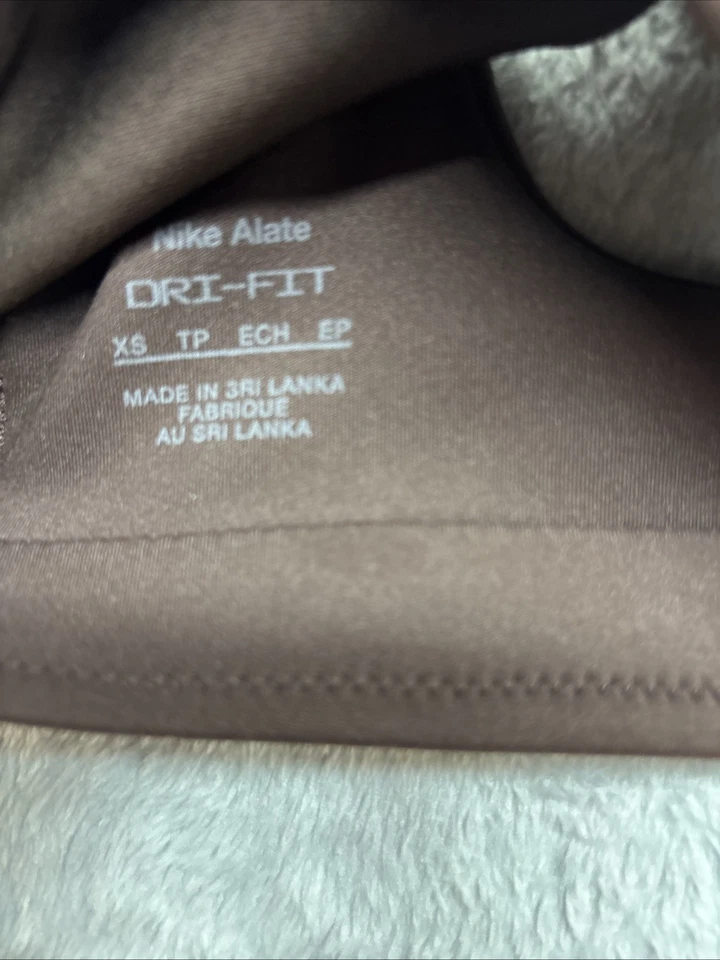 Nike Alate
DRI-FIT
XS TP ECH EP
MADE IN SRI LANKA
FABRIQUE
AU SRI LANKA